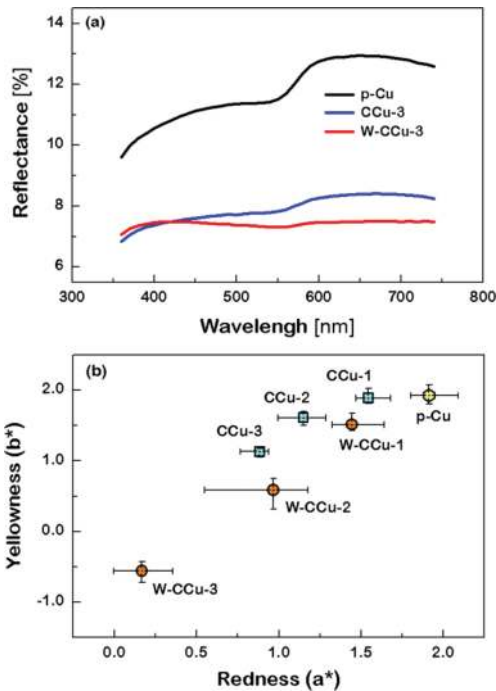 (a)
14
12
10
8
6
Reflectance [%]
p-Cu
CCu-3
W-CCu-3
300 400 500 600 700 800
Wavelengh [nm]
(b)
2.0
1.0
0.0
-1.0
Yellowness (b*)
CCu-1
CCu-2
p-Cu
CCu-3
W-CCu-1
W-CCu-2
W-CCu-3
0.0 0.5 1.0 1.5 2.0
Redness (a*)